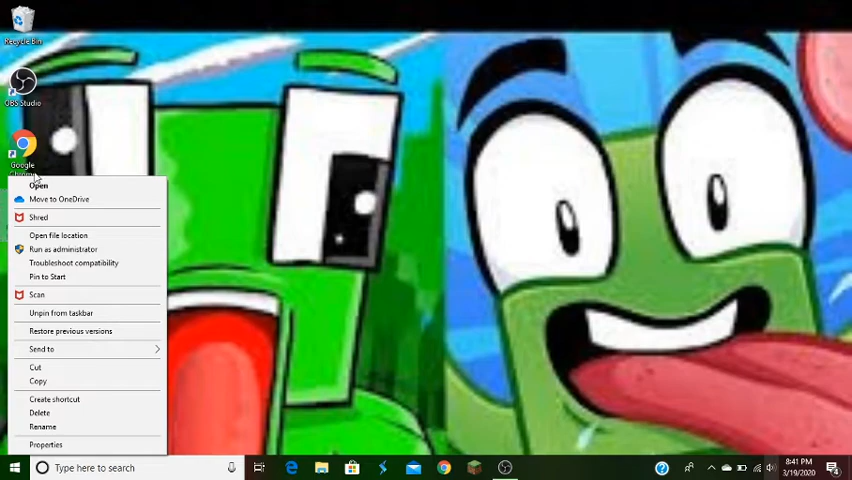 Recycle Bin
OBS Studio
Google
Chrome
Open
Move to OneDrive
Shred
Open file location
Run as administrator
Troubleshoot compatibility
Pin to Start
Scan
Unpin from taskbar
Restore previous versions
Send to
Cut
Copy
Create shortcut
Delete
Rename
Properties
Type here to search
8:41 PM
3/19/2020
4